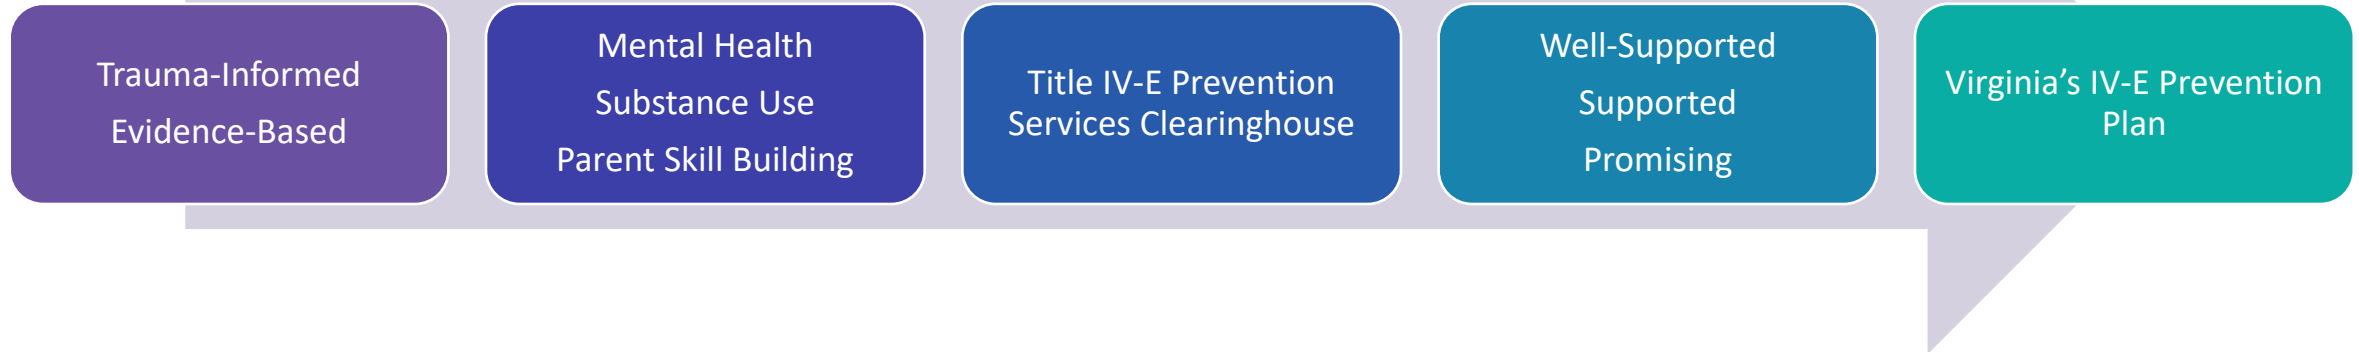 Trauma-Informed
Evidence-Based
Mental Health
Substance Use
Parent Skill Building
Title IV-E Prevention
Services Clearinghouse
Well-Supported
Supported
Promising
Virginia’s IV-E Prevention
Plan